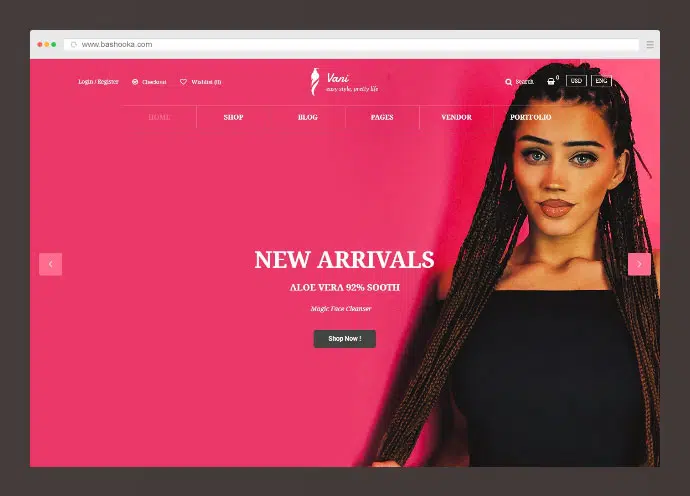 www.bashooka.com
Login / Register Checkout Wishlist (0)
Vani
easy style, pretty life
Search 0 USD ENG
HOME SHOP BLOG PAGES VENDOR PORTFOLIO
NEW ARRIVALS
ALOE VERA 92% SOOTH
Magic Face Cleanser
Shop Now !